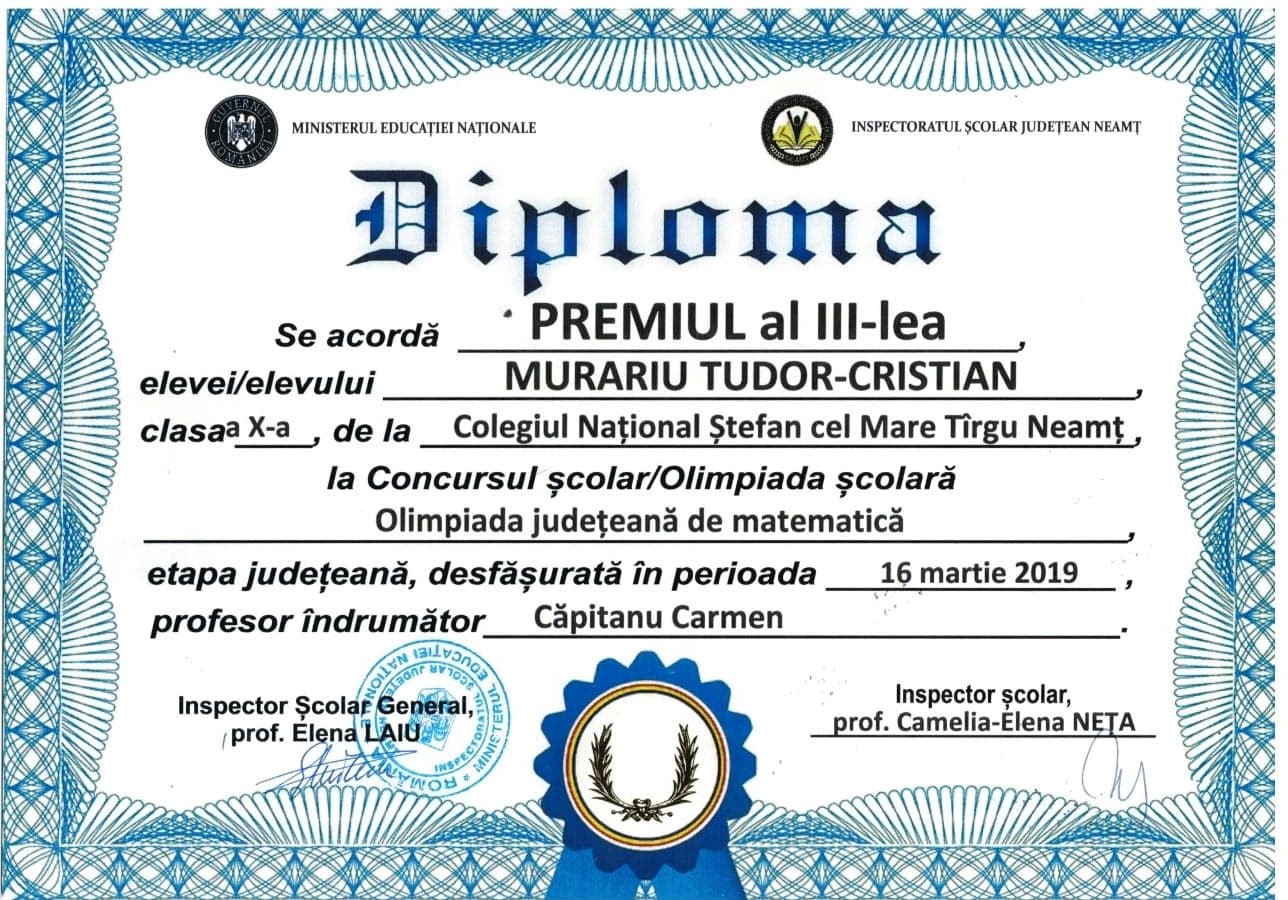 GUVERNUL ROMÂNIEI
MINISTERUL EDUCAȚIEI NAȚIONALE
INSPECTORATUL ȘCOLAR JUDEȚEAN NEAMȚ
Diploma
Se acordă PREMIUL al III-lea,
elevei/elevului MURARIU TUDOR-CRISTIAN,
clasaa X-a, de la Colegiul Național Ștefan cel Mare Tîrgu Neamț,
la Concursul școlar/Olimpiada școlară
Olimpiada județeană de matematică,
etapa județeană, desfășurată în perioada 16 martie 2019,
profesor îndrumător Căpitanu Carmen.
Inspector Școlar General,
prof. Elena LAIU
Inspector școlar,
prof. Camelia-Elena NEȚA
ROMÂNIA * MINISTERUL EDUCAȚIEI NAȚIONALE
INSPECTORATUL ȘCOLAR JUDEȚEAN